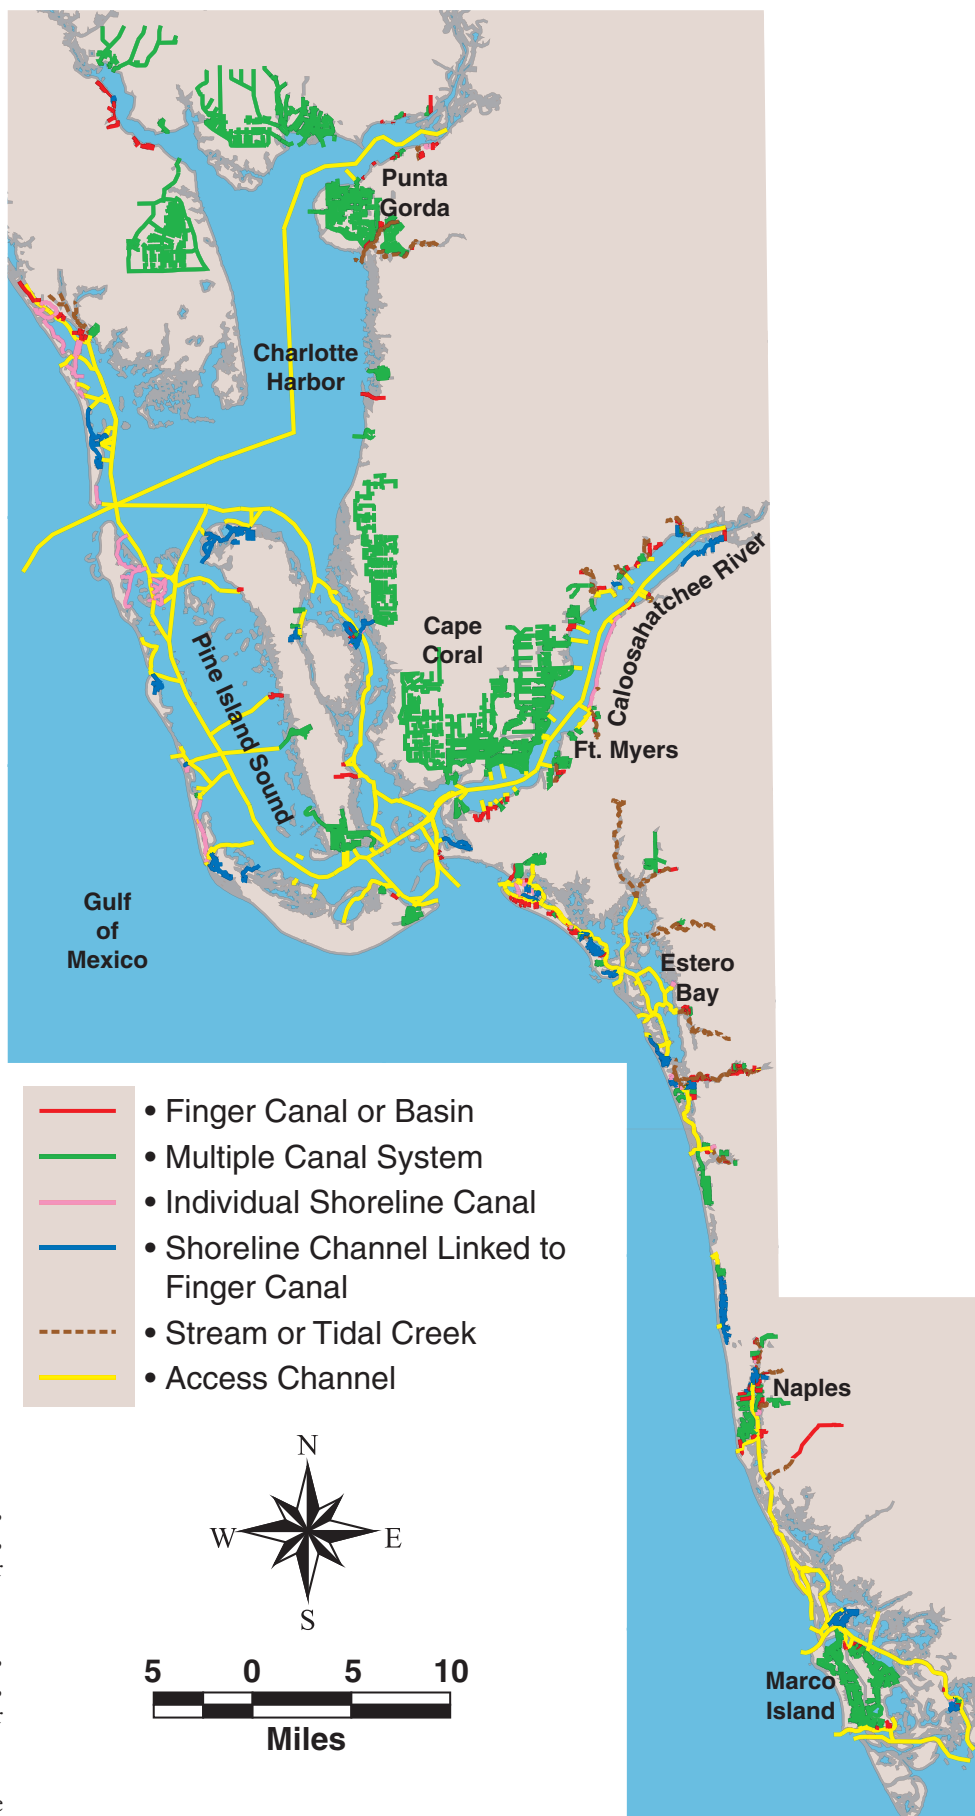 Punta
Gorda
Charlotte
Harbor
Cape
Coral
Caloosahatchee River
Pine Island Sound
Ft. Myers
Gulf
of
Mexico
Estero
Bay
• Finger Canal or Basin
• Multiple Canal System
• Individual Shoreline Canal
• Shoreline Channel Linked to
Finger Canal
• Stream or Tidal Creek
• Access Channel
Naples
N
W E
S
5 0 5 10
Miles
Marco
Island